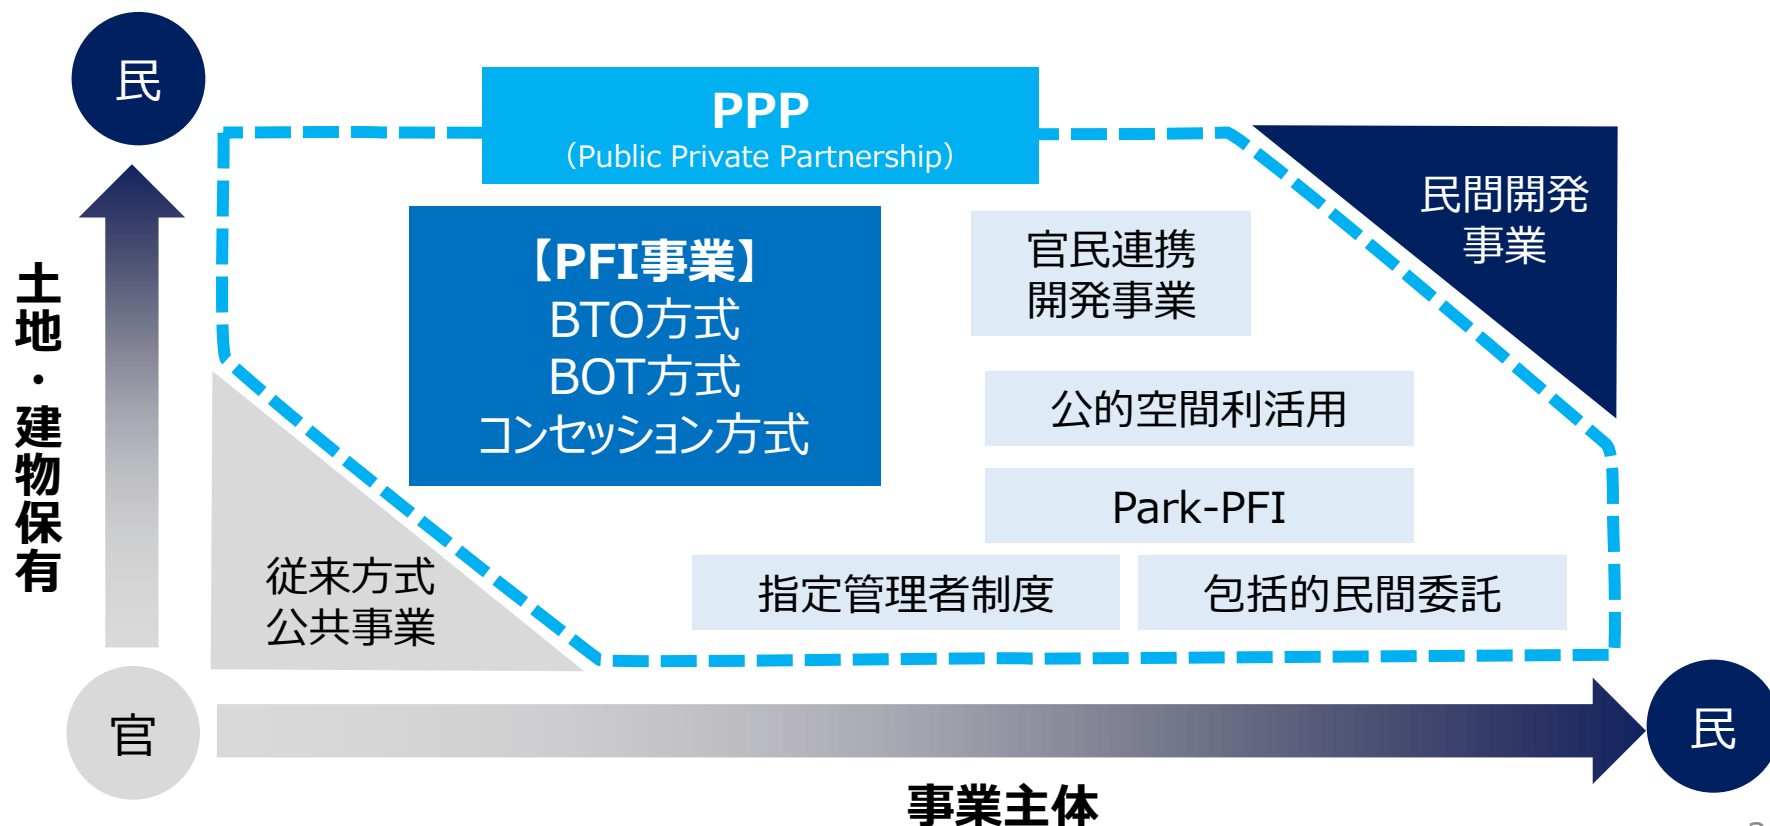 民
PPP
（Public Private Partnership）
民間開発
事業
【PFI事業】
BTO方式
BOT方式
コンセッション方式
官民連携
開発事業
土地・建物保有
公的空間利活用
Park-PFI
従来方式
公共事業
指定管理者制度
包括的民間委託
官
民
事業主体